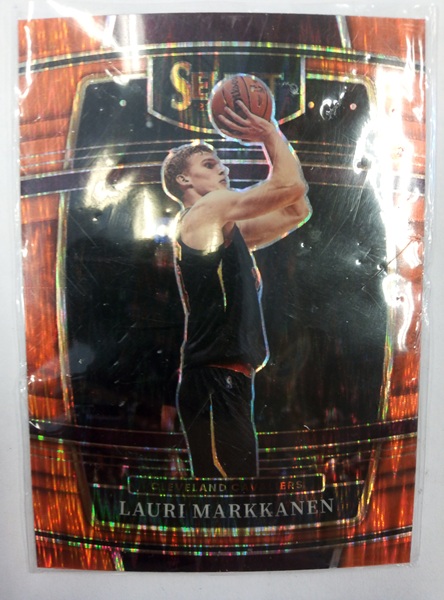 SELECT
CLEVELAND CAVALIERS
LAURI MARKKANEN